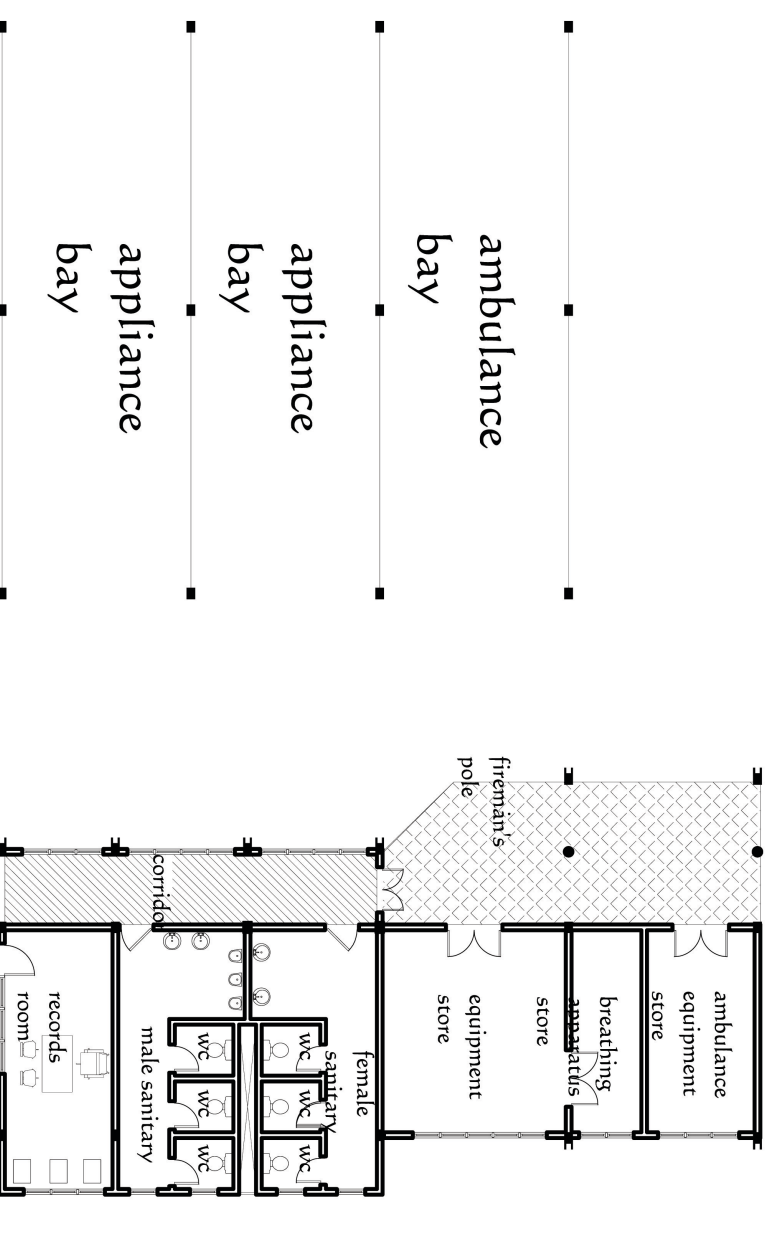 ambulance
bay
appliance
bay
appliance
bay
fireman's
pole
ambulance
equipment
store
breathing
apparatus
store
equipment
store
female
sanitary
wc
wc
wc
wc
wc
wc
corridor
male sanitary
records
room